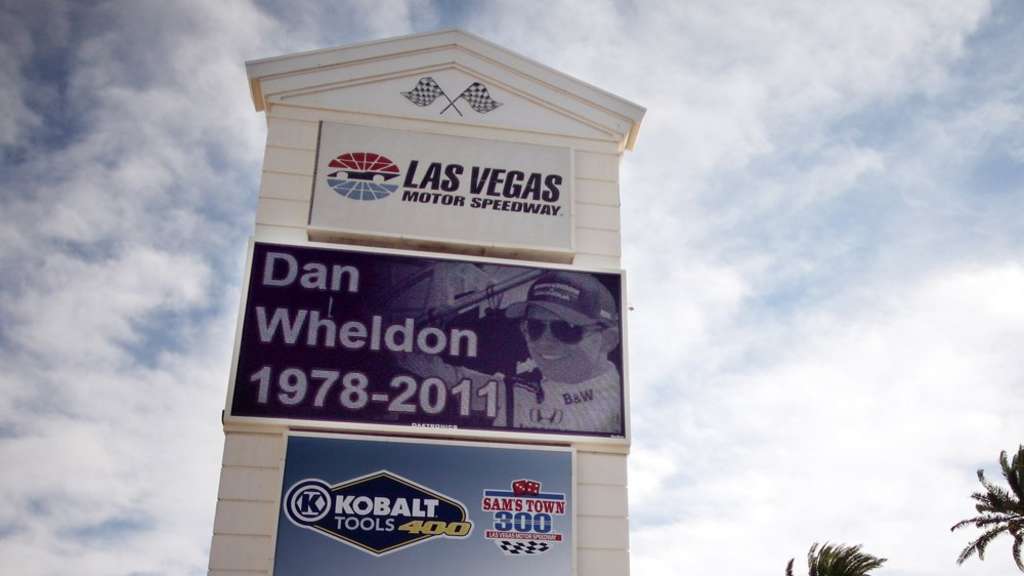 LAS VEGAS
MOTOR SPEEDWAY
Dan
Wheldon
1978-2011
B&W
DAKTRONICS
K KOBALT
TOOLS 400
SAM'S TOWN
300
LAS VEGAS MOTOR SPEEDWAY